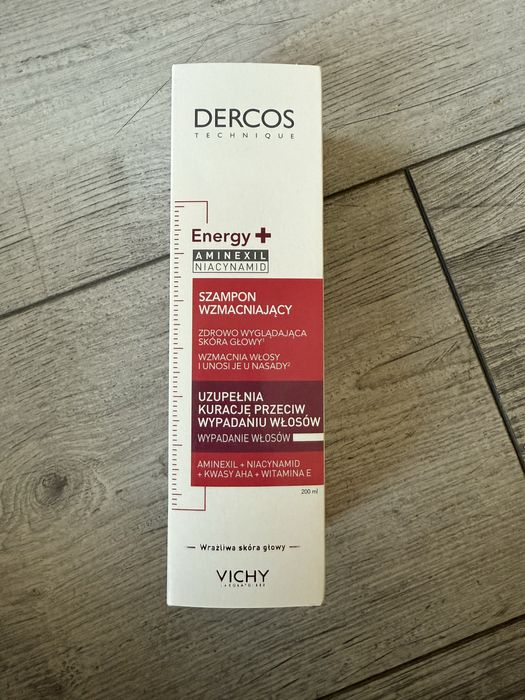 DERCOS
TECHNIQUE
Energy +
AMINEXIL
NIACYNAMID
SZAMPON
WZMACNIAJĄCY
ZDROWO WYGLĄDAJĄCA
SKÓRA GŁOWY¹
WZMACNIA WŁOSY
I UNOSI JE U NASADY²
UZUPEŁNIA
KURACJĘ PRZECIW
WYPADANIU WŁOSÓW
WYPADANIE WŁOSÓW
AMINEXIL + NIACYNAMID
+ KWASY AHA + WITAMINA E
200 ml
Wrażliwa skóra głowy
VICHY
LABORATOIRES